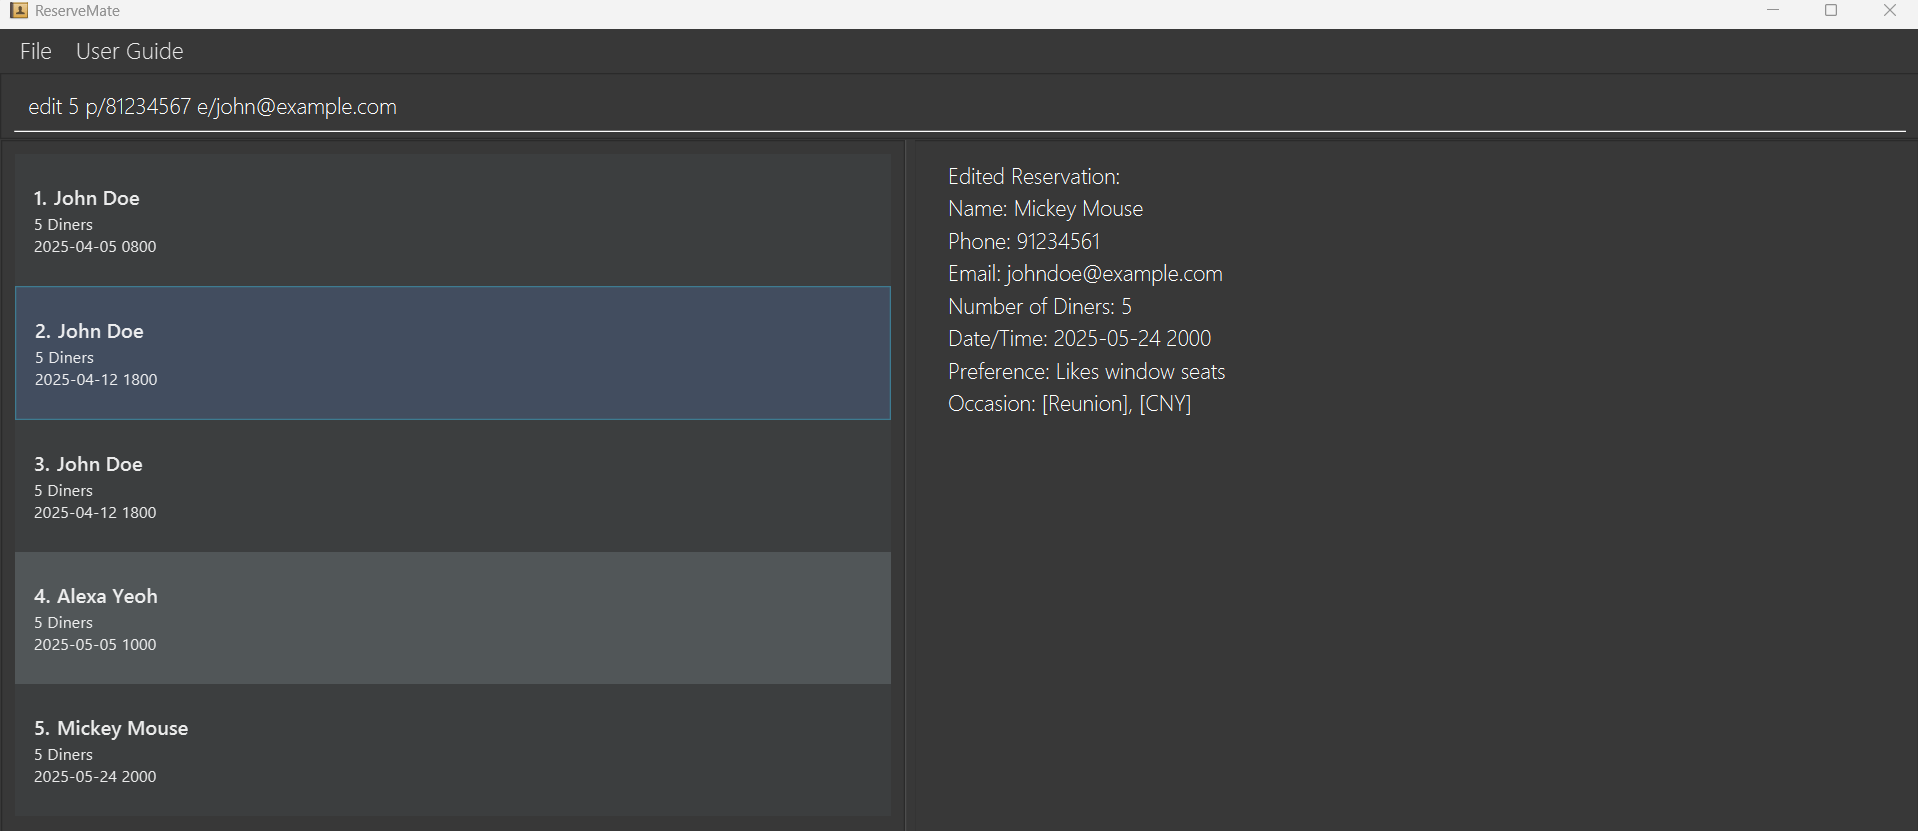 ReserveMate
File User Guide
edit 5 p/81234567 e/john@example.com
1. John Doe
5 Diners
2025-04-05 0800
2. John Doe
5 Diners
2025-04-12 1800
3. John Doe
5 Diners
2025-04-12 1800
4. Alexa Yeoh
5 Diners
2025-05-05 1000
5. Mickey Mouse
5 Diners
2025-05-24 2000
Edited Reservation:
Name: Mickey Mouse
Phone: 91234561
Email: johndoe@example.com
Number of Diners: 5
Date/Time: 2025-05-24 2000
Preference: Likes window seats
Occasion: [Reunion], [CNY]